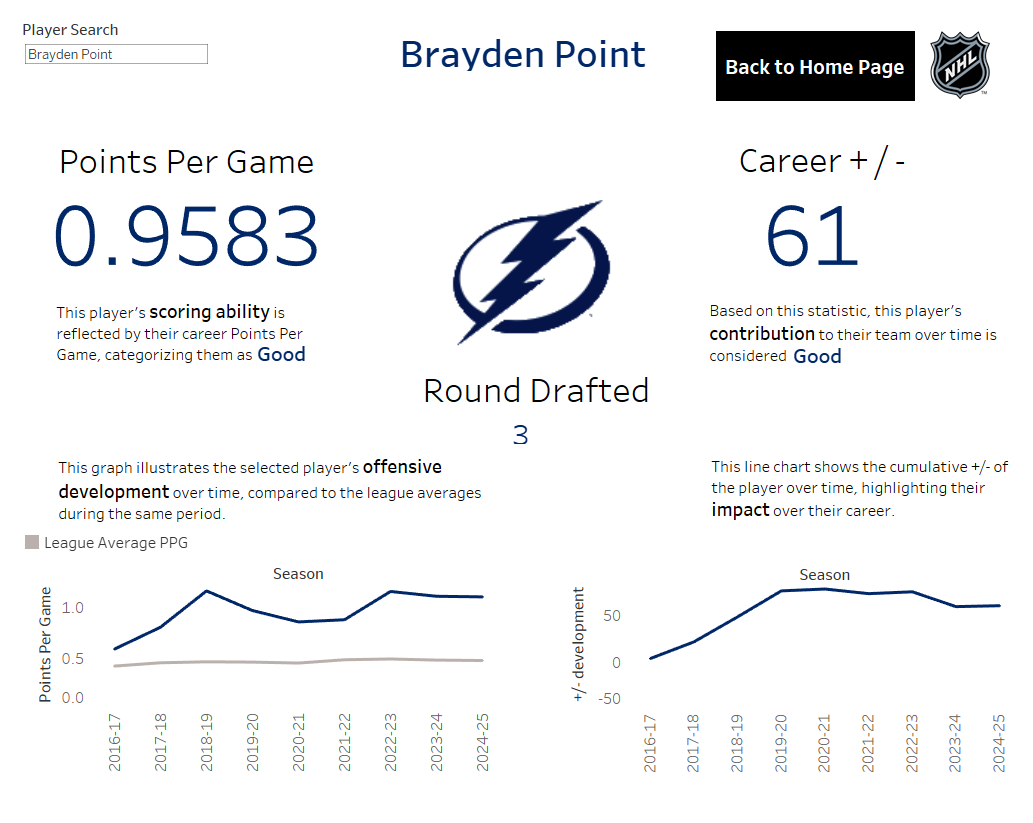 Player Search
Brayden Point
Brayden Point
Back to Home Page
NHL
TM
Points Per Game
0.9583
This player's scoring ability is
reflected by their career Points Per
Game, categorizing them as Good
Career + / -
61
Based on this statistic, this player's
contribution to their team over time is
considered Good
Round Drafted
3
This graph illustrates the selected player's offensive
development over time, compared to the league averages
during the same period.
League Average PPG
Season
Points Per Game
1.0
0.5
0.0
2016-17
2017-18
2018-19
2019-20
2020-21
2021-22
2022-23
2023-24
2024-25
This line chart shows the cumulative +/- of
the player over time, highlighting their
impact over their career.
Season
+/- development
50
0
-50
2016-17
2017-18
2018-19
2019-20
2020-21
2021-22
2022-23
2023-24
2024-25